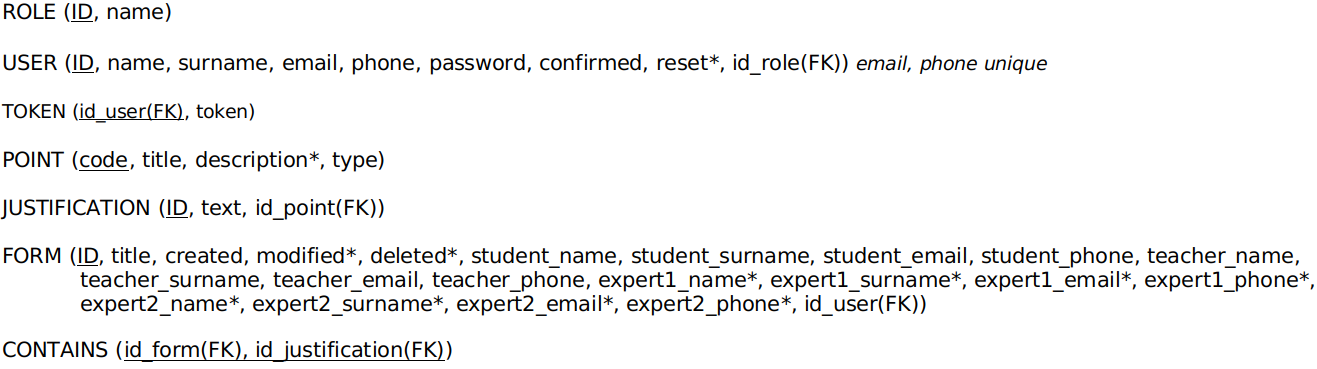 ROLE (ID, name)
USER (ID, name, surname, email, phone, password, confirmed, reset*, id_role(FK)) email, phone unique
TOKEN (id_user(FK), token)
POINT (code, title, description*, type)
JUSTIFICATION (ID, text, id_point(FK))
FORM (ID, title, created, modified*, deleted*, student_name, student_surname, student_email, student_phone, teacher_name,
teacher_surname, teacher_email, teacher_phone, expert1_name*, expert1_surname*, expert1_email*, expert1_phone*,
expert2_name*, expert2_surname*, expert2_email*, expert2_phone*, id_user(FK))
CONTAINS (id_form(FK), id_justification(FK))